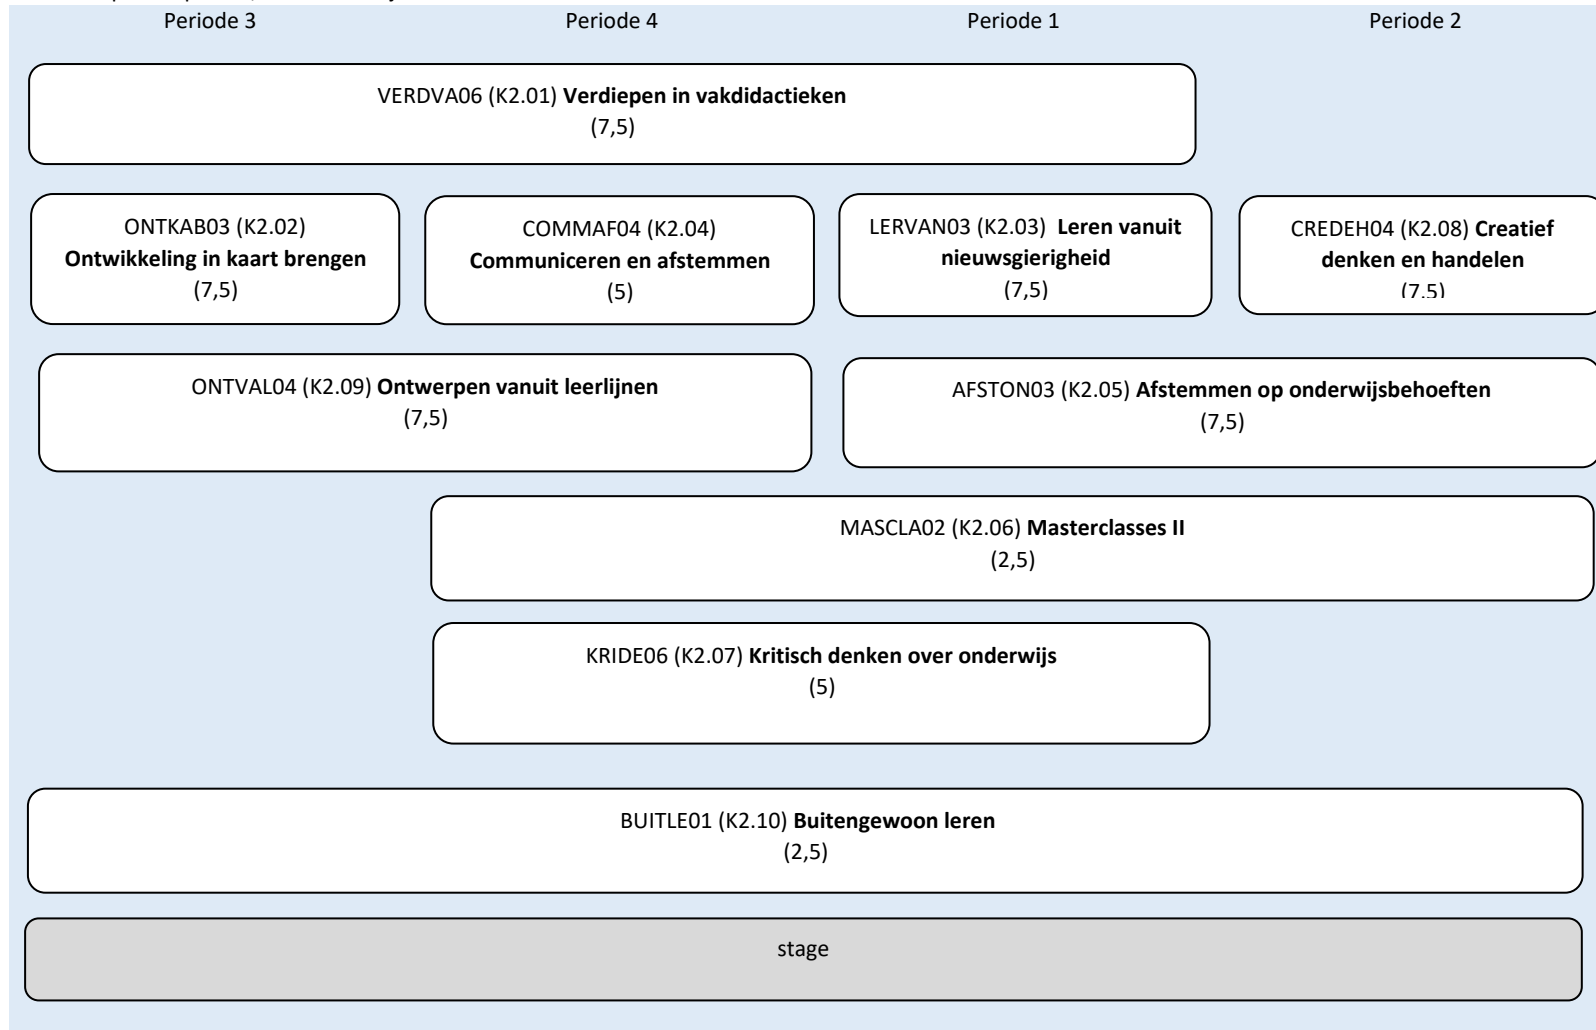 Periode 3 Periode 4 Periode 1 Periode 2
VERDVA06 (K2.01) Verdiepen in vakdidactieken
(7,5)
ONTKAB03 (K2.02)
Ontwikkeling in kaart brengen
(7,5)
COMMAF04 (K2.04)
Communiceren en afstemmen
(5)
LERVAN03 (K2.03) Leren vanuit
nieuwsgierigheid
(7,5)
CREDEH04 (K2.08) Creatief
denken en handelen
(7,5)
ONTVAL04 (K2.09) Ontwerpen vanuit leerlijnen
(7,5)
AFSTON03 (K2.05) Afstemmen op onderwijsbehoeften
(7,5)
MASCLA02 (K2.06) Masterclasses II
(2,5)
KRIDE06 (K2.07) Kritisch denken over onderwijs
(5)
BUITLE01 (K2.10) Buitengewoon leren
(2,5)
stage